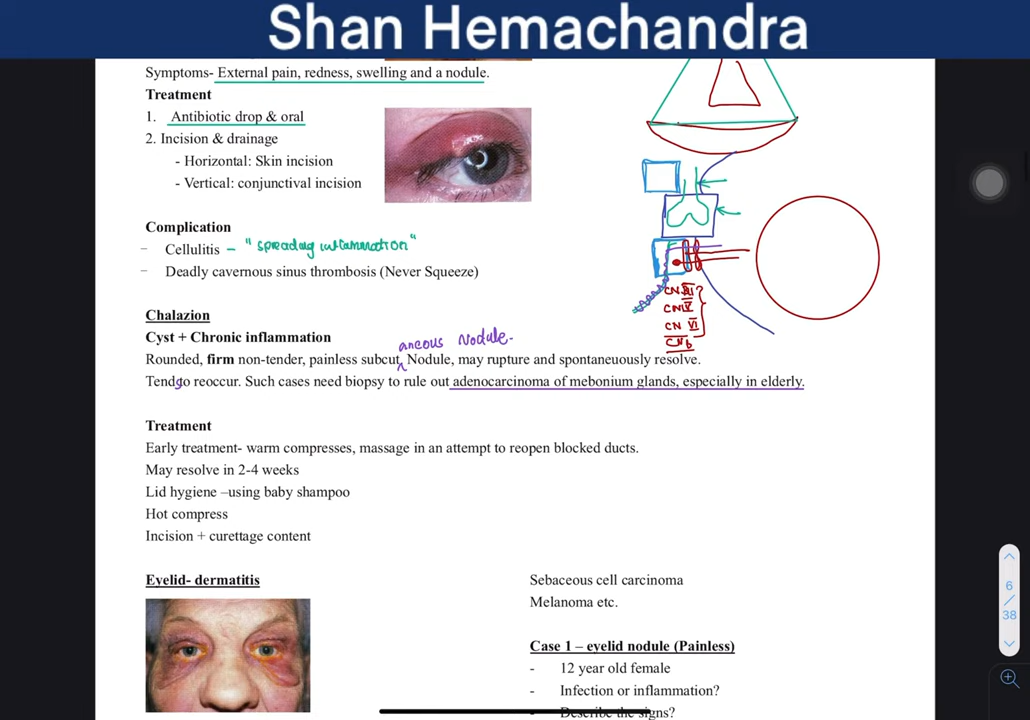 Shan Hemachandra
Symptoms- External pain, redness, swelling and a nodule.
Treatment
1. Antibiotic drop & oral
2. Incision & drainage
- Horizontal: Skin incision
- Vertical: conjunctival incision
Complication
- Cellulitis - "spreading inflammation"
- Deadly cavernous sinus thrombosis (Never Squeeze)
CN III
CN IV
CN VI
Chalazion
Cyst + Chronic inflammation
aneous Nodule.
Rounded, firm non-tender, painless subcut Nodule, may rupture and spontaneously resolve.
Tends to reoccur. Such cases need biopsy to rule out adenocarcinoma of mebonium glands, especially in elderly.
Treatment
Early treatment- warm compresses, massage in an attempt to reopen blocked ducts.
May resolve in 2-4 weeks
Lid hygiene –using baby shampoo
Hot compress
Incision + curettage content
Eyelid- dermatitis
Sebaceous cell carcinoma
Melanoma etc.
Case 1 – eyelid nodule (Painless)
- 12 year old female
- Infection or inflammation?
- Describe the signs?
6
/
38